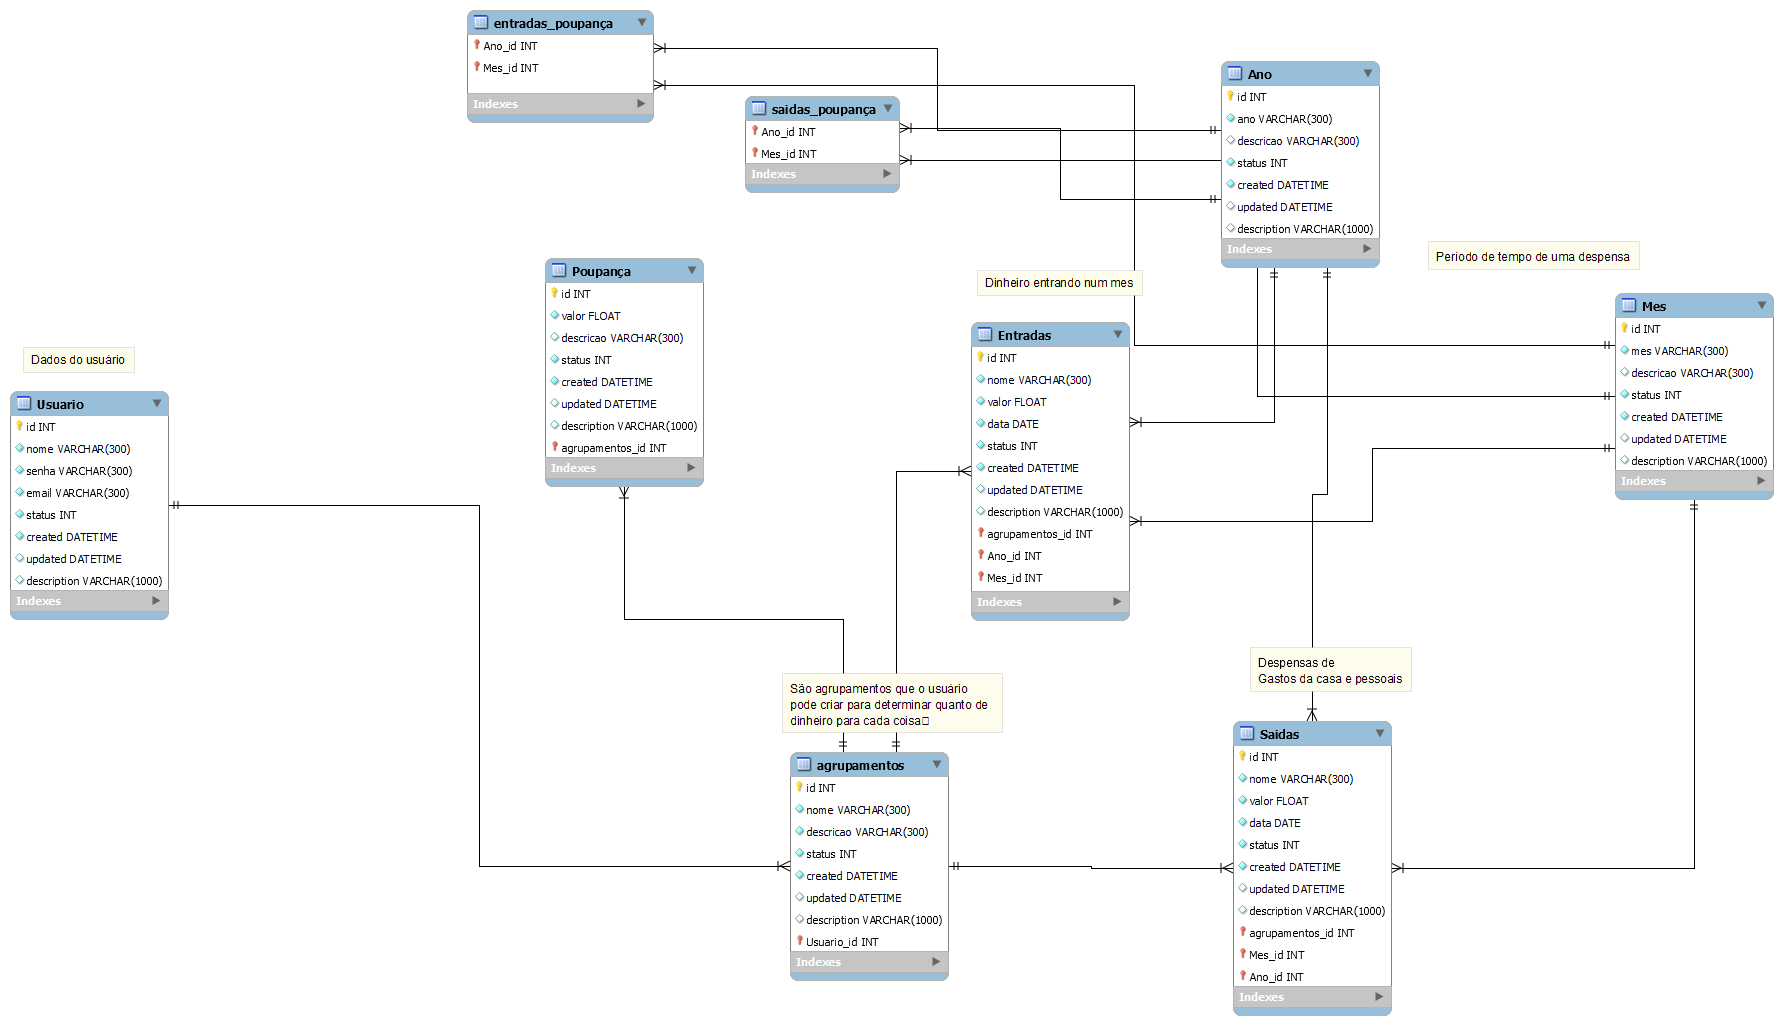 entradas_poupança
Ano_id INT
Mes_id INT
Indexes
saidas_poupança
Ano_id INT
Mes_id INT
Indexes
Ano
id INT
ano VARCHAR(300)
descricao VARCHAR(300)
status INT
created DATETIME
updated DATETIME
description VARCHAR(1000)
Indexes
Periodo de tempo de uma despensa
Dinheiro entrando num mes
Poupança
id INT
valor FLOAT
descricao VARCHAR(300)
status INT
created DATETIME
updated DATETIME
description VARCHAR(1000)
agrupamentos_id INT
Indexes
Mes
id INT
mes VARCHAR(300)
descricao VARCHAR(300)
status INT
created DATETIME
updated DATETIME
description VARCHAR(1000)
Indexes
Entradas
id INT
nome VARCHAR(300)
valor FLOAT
data DATE
status INT
created DATETIME
updated DATETIME
description VARCHAR(1000)
agrupamentos_id INT
Ano_id INT
Mes_id INT
Indexes
Dados do usuário
Usuario
id INT
nome VARCHAR(300)
senha VARCHAR(300)
email VARCHAR(300)
status INT
created DATETIME
updated DATETIME
description VARCHAR(1000)
Indexes
São agrupamentos que o usuário
pode criar para determinar quanto de
dinheiro para cada coisa
agrupamentos
id INT
nome VARCHAR(300)
descricao VARCHAR(300)
status INT
created DATETIME
updated DATETIME
description VARCHAR(1000)
Usuario_id INT
Indexes
Despensas de
Gastos da casa e pessoais
Saidas
id INT
nome VARCHAR(300)
valor FLOAT
data DATE
status INT
created DATETIME
updated DATETIME
description VARCHAR(1000)
agrupamentos_id INT
Mes_id INT
Ano_id INT
Indexes